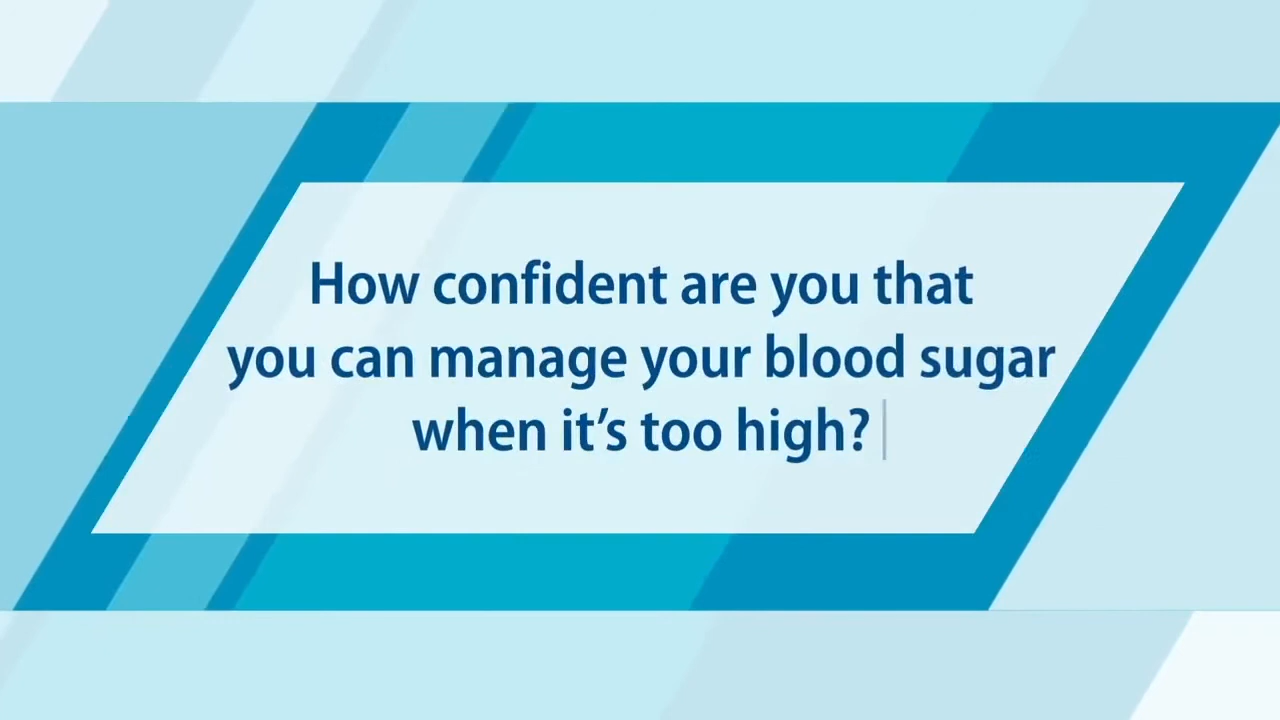 How confident are you that
you can manage your blood sugar
when it’s too high?